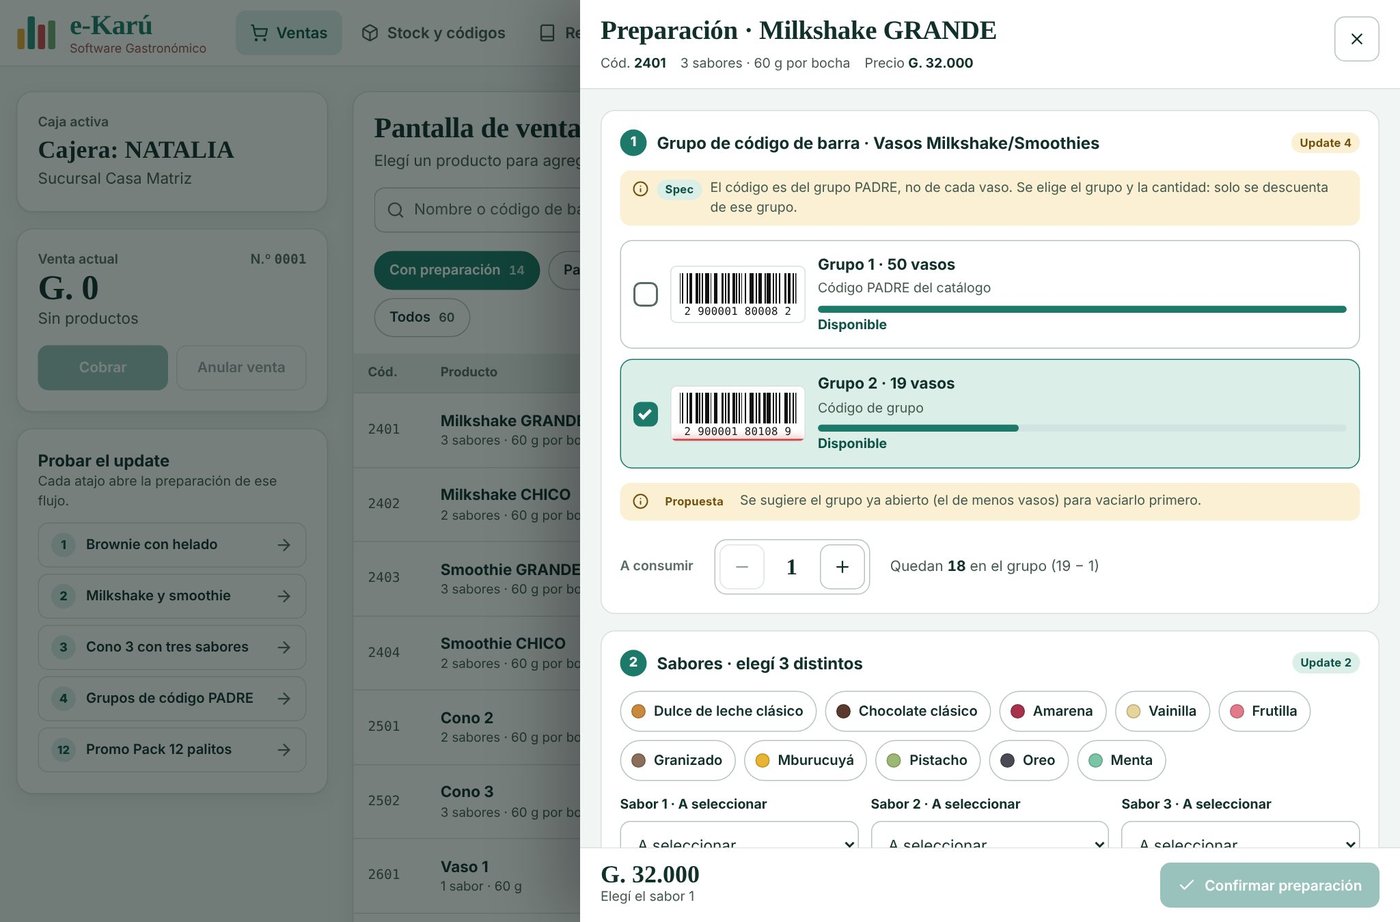 e-Karú
Software Gastronómico
Ventas
Stock y códigos
Re
Caja activa
Cajera: NATALIA
Sucursal Casa Matriz
Venta actual
N.º 0001
G. 0
Sin productos
Cobrar
Anular venta
Probar el update
Cada atajo abre la preparación de ese
flujo.
1 Brownie con helado
2 Milkshake y smoothie
3 Cono 3 con tres sabores
4 Grupos de código PADRE
12 Promo Pack 12 palitos
Pantalla de venta
Elegí un producto para agreg
Nombre o código de ba
Con preparación 14
Pa
Todos 60
Cód. Producto
2401 Milkshake GRANDE
3 sabores · 60 g por bo
2402 Milkshake CHICO
2 sabores · 60 g por bo
2403 Smoothie GRANDE
3 sabores · 60 g por bo
2404 Smoothie CHICO
2 sabores · 60 g por bo
2501 Cono 2
2 sabores · 60 g por bo
2502 Cono 3
3 sabores · 60 g por bo
2601 Vaso 1
1 sabor · 60 g
Preparación · Milkshake GRANDE
Cód. 2401 3 sabores · 60 g por bocha Precio G. 32.000
1 Grupo de código de barra · Vasos Milkshake/Smoothies
Update 4
Spec El código es del grupo PADRE, no de cada vaso. Se elige el grupo y la cantidad: solo se descuenta
de ese grupo.
2 900001 80008 2
Grupo 1 · 50 vasos
Código PADRE del catálogo
Disponible
2 900001 80108 9
Grupo 2 · 19 vasos
Código de grupo
Disponible
Propuesta Se sugiere el grupo ya abierto (el de menos vasos) para vaciarlo primero.
A consumir − 1 + Quedan 18 en el grupo (19 − 1)
2 Sabores · elegí 3 distintos
Update 2
Dulce de leche clásico Chocolate clásico Amarena Vainilla Frutilla
Granizado Mburucuyá Pistacho Oreo Menta
Sabor 1 · A seleccionar Sabor 2 · A seleccionar Sabor 3 · A seleccionar
A seleccionar A seleccionar A seleccionar
G. 32.000
Elegí el sabor 1
Confirmar preparación